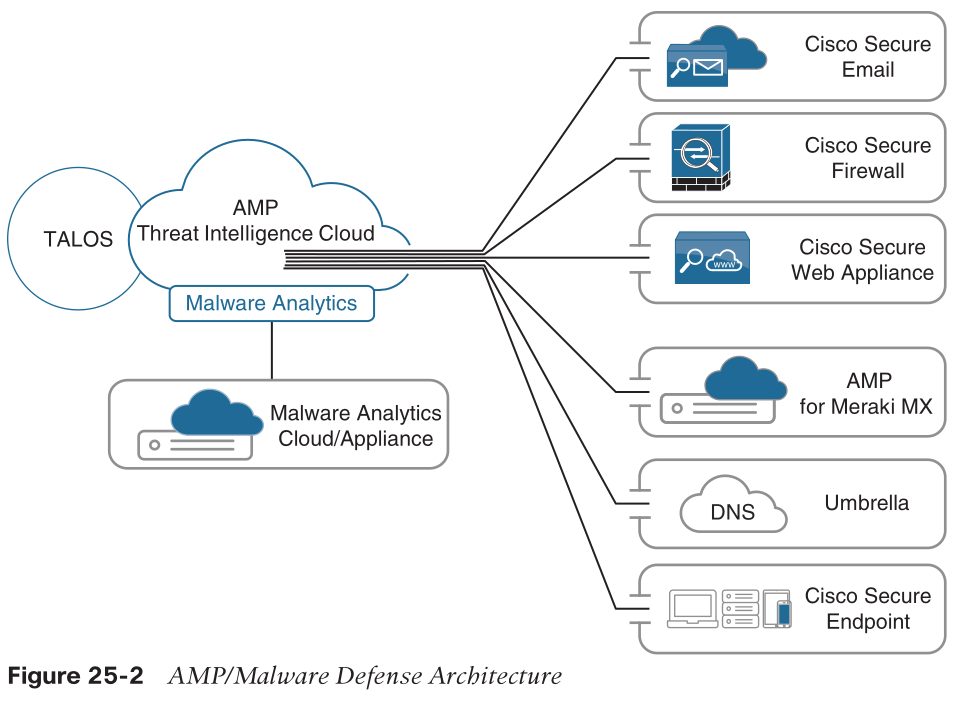 TALOS
AMP
Threat Intelligence Cloud
Malware Analytics
Malware Analytics
Cloud/Appliance
Cisco Secure
Email
Cisco Secure
Firewall
www
Cisco Secure
Web Appliance
AMP
for Meraki MX
DNS
Umbrella
Cisco Secure
Endpoint
Figure 25-2 AMP/Malware Defense Architecture